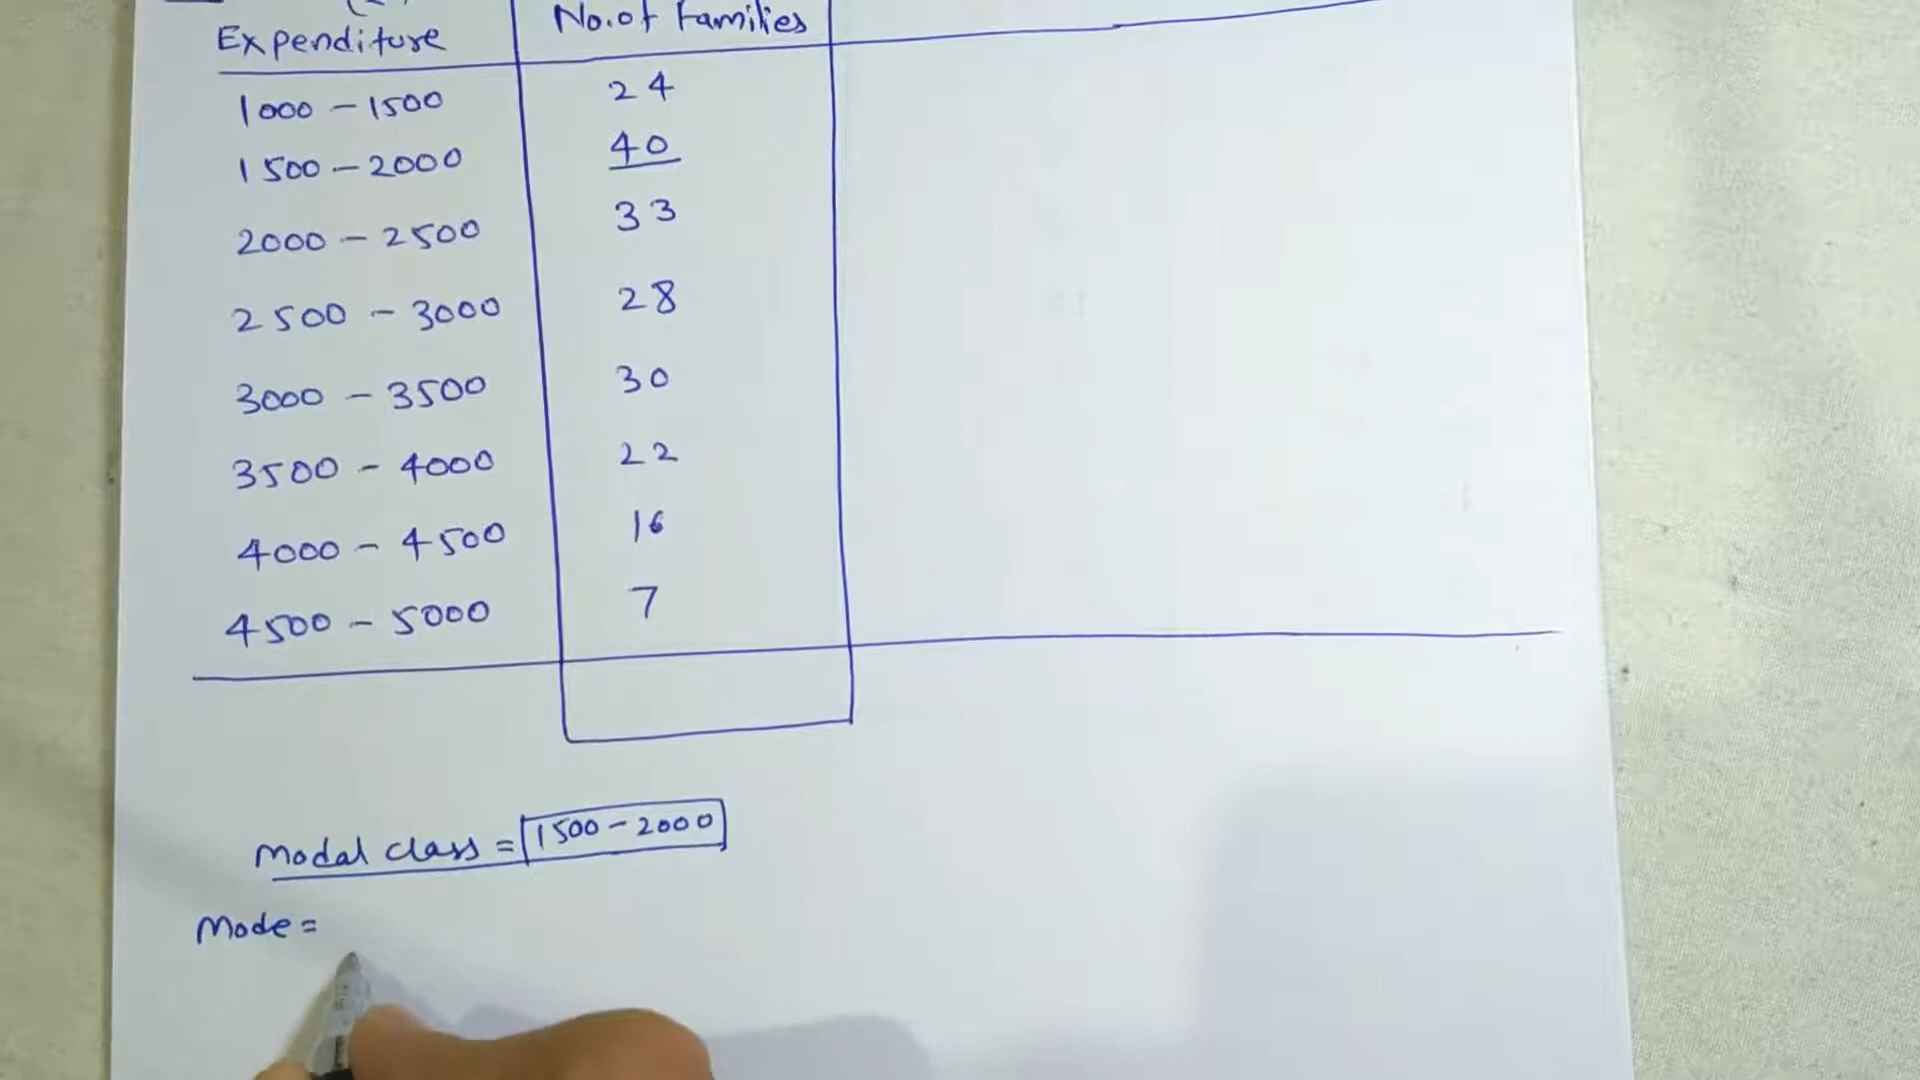 Expenditure No. of Families
1000 - 1500 24
1500 - 2000 40
2000 - 2500 33
2500 - 3000 28
3000 - 3500 30
3500 - 4000 22
4000 - 4500 16
4500 - 5000 7
Modal class = 1500 - 2000
Mode =